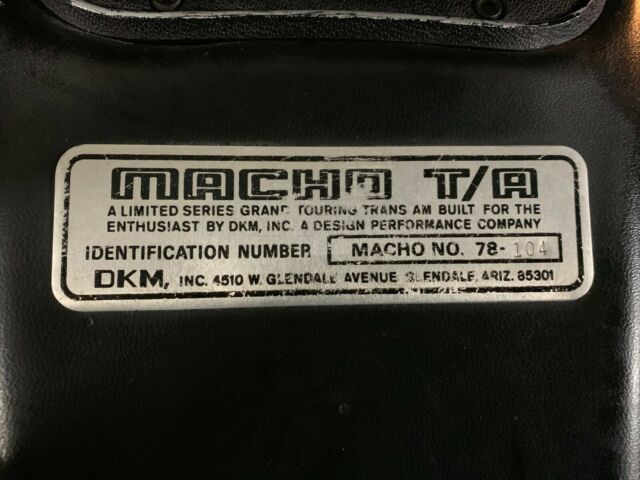 MACHO T/A
A LIMITED SERIES GRAND TOURING TRANS AM BUILT FOR THE
ENTHUSIAST BY DKM, INC. A DESIGN PERFORMANCE COMPANY
IDENTIFICATION NUMBER MACHO NO. 78-104
DKM, INC. 4510 W. GLENDALE AVENUE GLENDALE, ARIZ. 85301